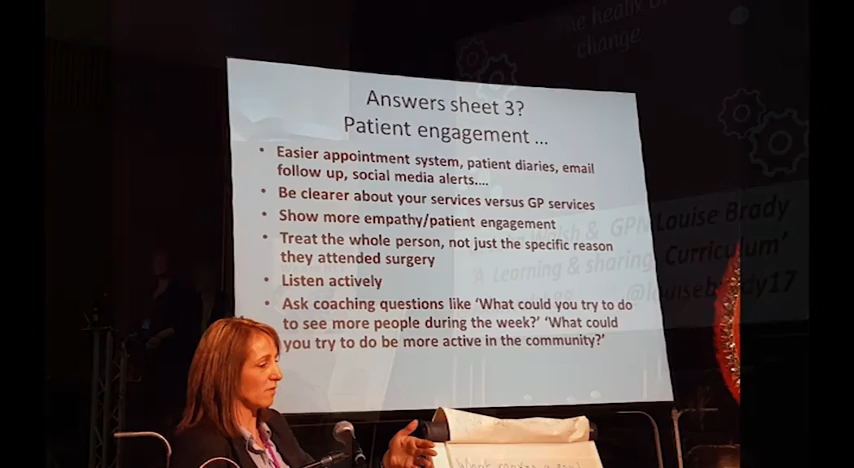 The health
change
Answers sheet 3?
Patient engagement ...
• Easier appointment system, patient diaries, email
follow up, social media alerts....
• Be clearer about your services versus GP services
• Show more empathy/patient engagement
• Treat the whole person, not just the specific reason
they attended surgery
• Listen actively
• Ask coaching questions like ‘What could you try to do
to see more people during the week?’ ‘What could
you try to do be more active in the community?’
& GPN Louise Brady
'A Learning & sharing Curriculum'
@louisebrady17